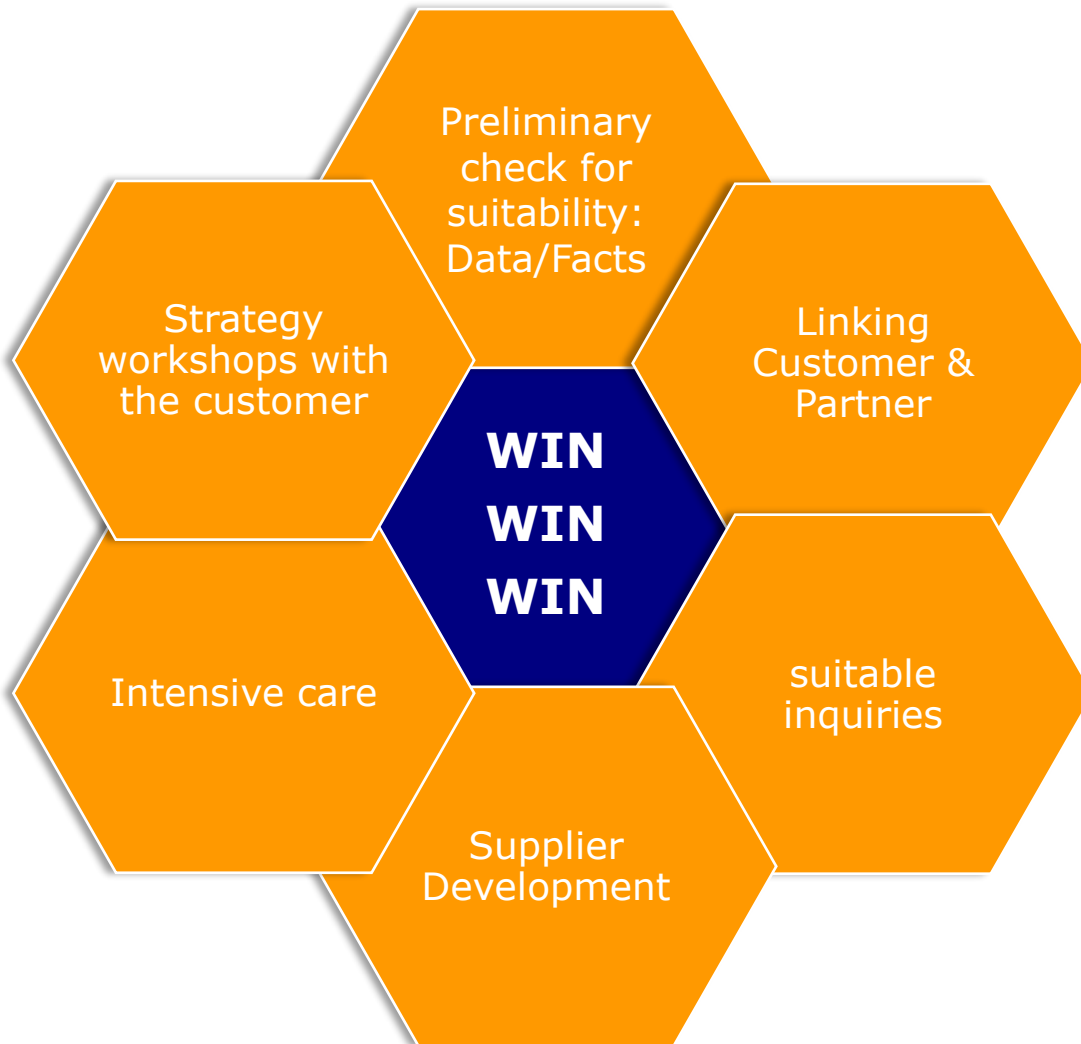 Preliminary
check for
suitability:
Data/Facts
Linking
Customer &
Partner
suitable
inquiries
Supplier
Development
Intensive care
Strategy
workshops with
the customer
WIN
WIN
WIN